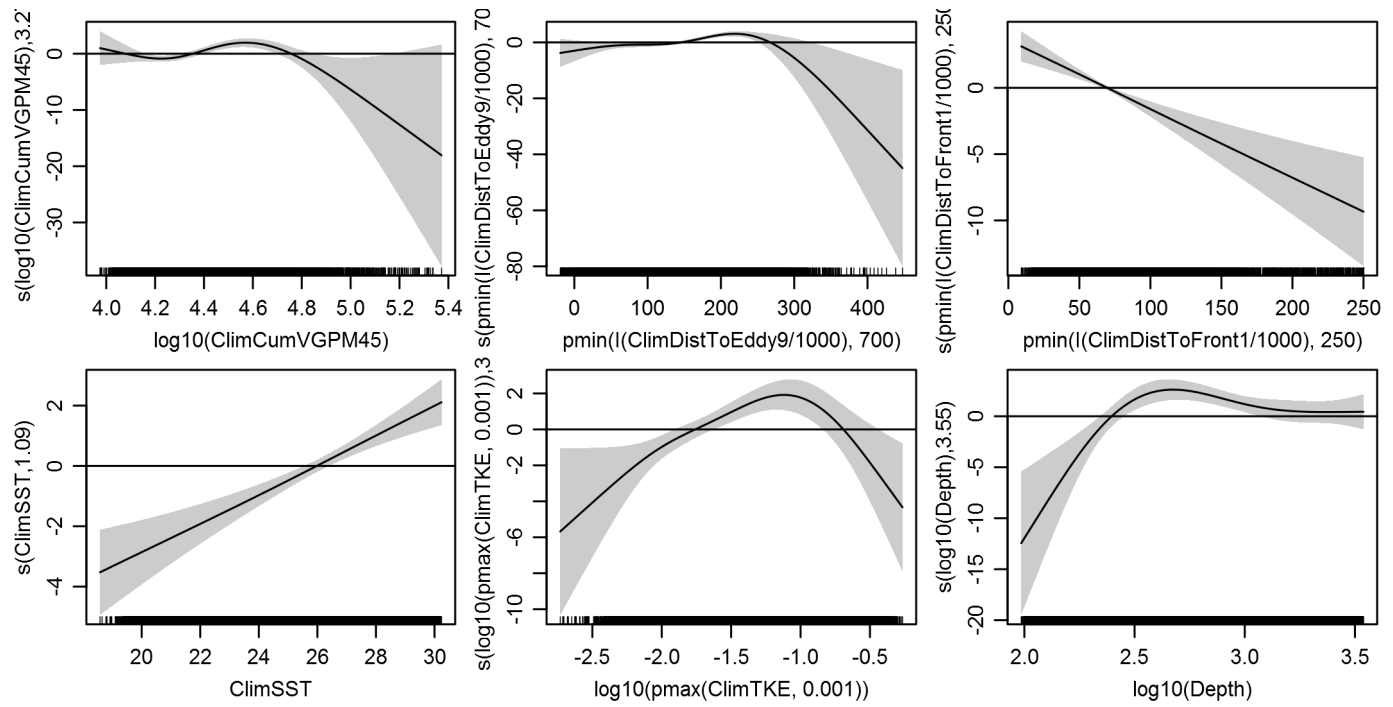 s(log10(ClimCumVGPM45),3.2
0
-10
-20
-30
4.0 4.2 4.4 4.6 4.8 5.0 5.2 5.4
log10(ClimCumVGPM45)
s(pmin(I(ClimDistToEddy9/1000), 70
0
-20
-40
-60
-80
0 100 200 300 400
pmin(I(ClimDistToEddy9/1000), 700)
s(pmin(I(ClimDistToFront1/1000), 250
0
-5
-10
0 50 100 150 200 250
pmin(I(ClimDistToFront1/1000), 250)
s(ClimSST,1.09)
2
0
-2
-4
20 22 24 26 28 30
ClimSST
s(log10(pmax(ClimTKE, 0.001)),3
2
0
-2
-6
-10
-2.5 -2.0 -1.5 -1.0 -0.5
log10(pmax(ClimTKE, 0.001))
s(log10(Depth),3.55)
0
-5
-10
-15
-20
2.0 2.5 3.0 3.5
log10(Depth)